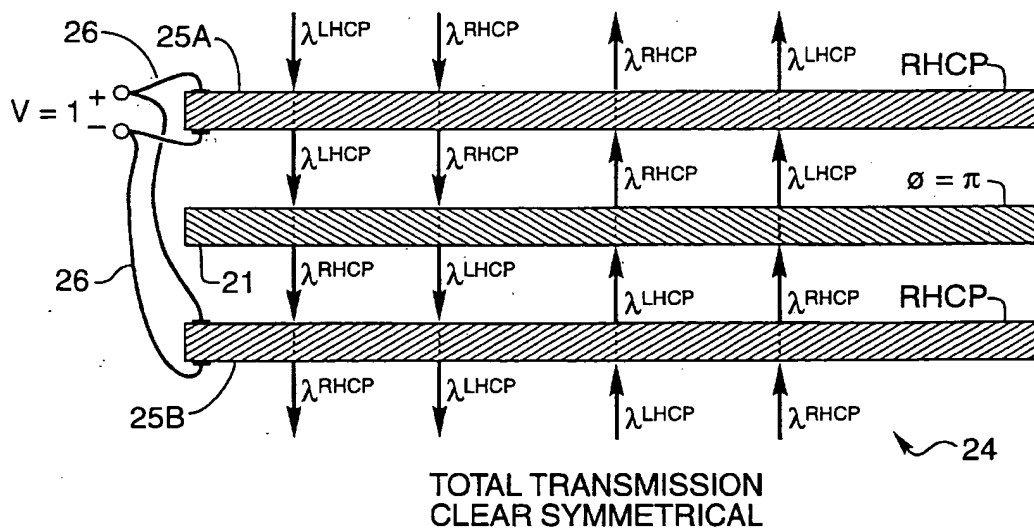 26
25A
λLHCP
λRHCP
λRHCP
λLHCP
RHCP
V = 1
+
−
λLHCP
λRHCP
λRHCP
λLHCP
ø = π
26
21
λRHCP
λLHCP
λLHCP
λRHCP
RHCP
25B
λRHCP
λLHCP
λLHCP
λRHCP
24
TOTAL TRANSMISSION
CLEAR SYMMETRICAL